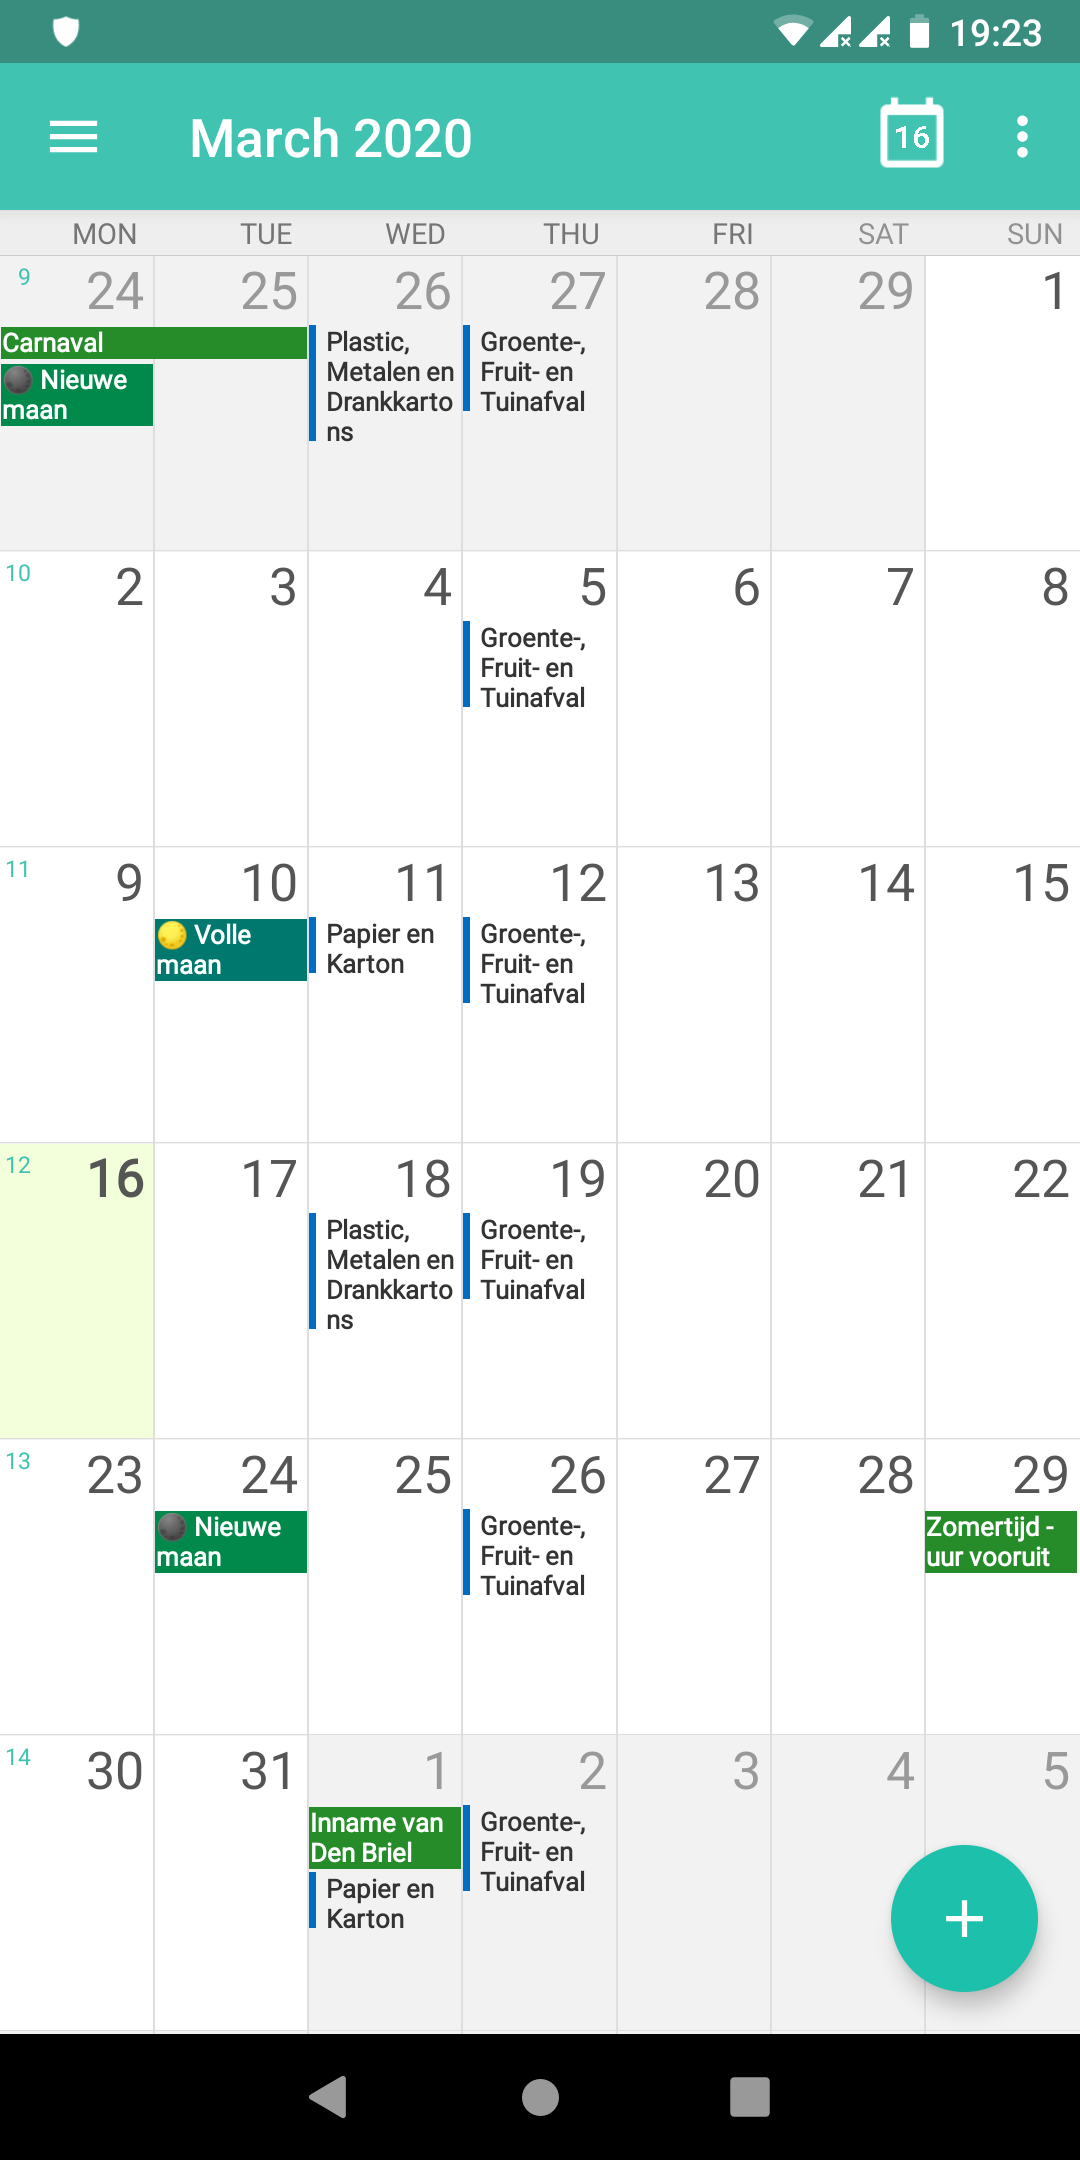 19:23
March 2020
16
MON TUE WED THU FRI SAT SUN
9 24 25 26 27 28 29 1
Carnaval
Nieuwe
maan
Plastic,
Metalen en
Drankkarto
ns
Groente-,
Fruit- en
Tuinafval
10 2 3 4 5 6 7 8
Groente-,
Fruit- en
Tuinafval
11 9 10 11 12 13 14 15
Volle
maan
Papier en
Karton
Groente-,
Fruit- en
Tuinafval
12 16 17 18 19 20 21 22
Plastic,
Metalen en
Drankkarto
ns
Groente-,
Fruit- en
Tuinafval
13 23 24 25 26 27 28 29
Nieuwe
maan
Groente-,
Fruit- en
Tuinafval
Zomertijd -
uur vooruit
14 30 31 1 2 3 4 5
Inname van
Den Briel
Papier en
Karton
Groente-,
Fruit- en
Tuinafval